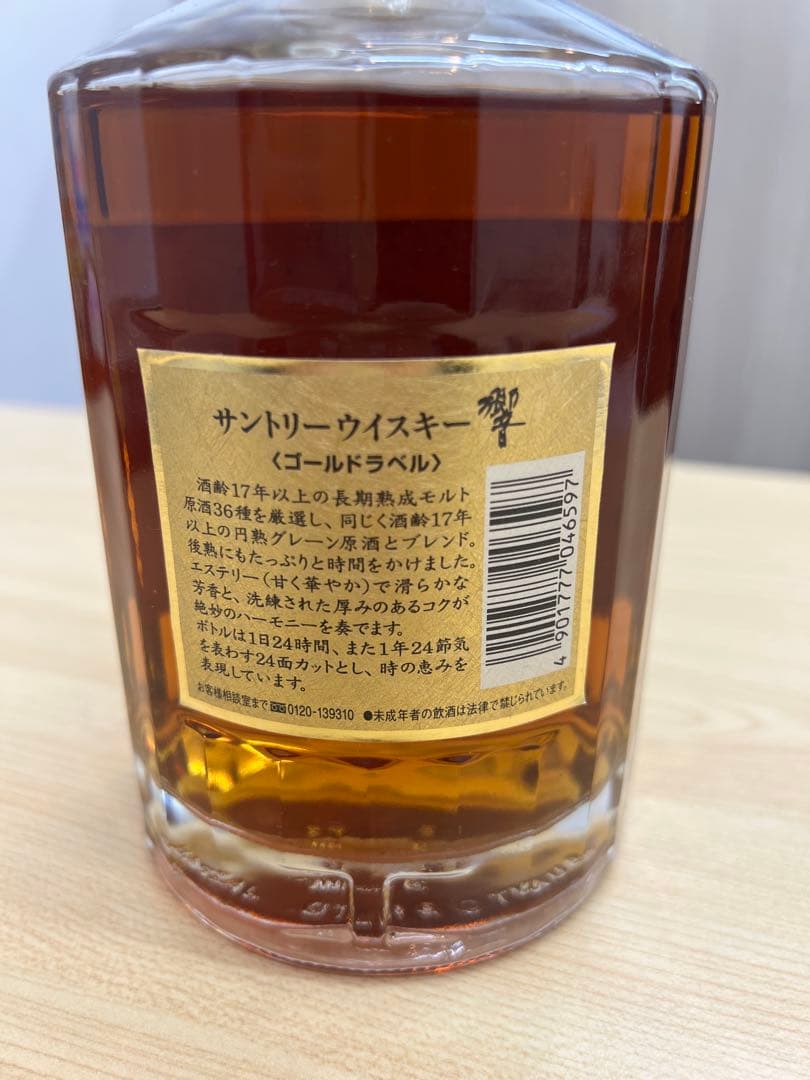 サントリーウイスキー 響
〈ゴールドラベル〉
酒齢17年以上の長期熟成モルト
原酒36種を厳選し、同じく酒齢17年
以上の円熟グレーン原酒とブレンド。
後熟にもたっぷりと時間をかけました。
エステリー(甘く華やか)で滑らかな
芳香と、洗練された厚みのあるコクが
絶妙のハーモニーを奏でます。
ボトルは1日24時間、また1年24節気
を表わす24面カットとし、時の恵みを
表現しています。
お客様相談室まで 0120-139310 ●未成年者の飲酒は法律で禁じられています。
4 901777 046597